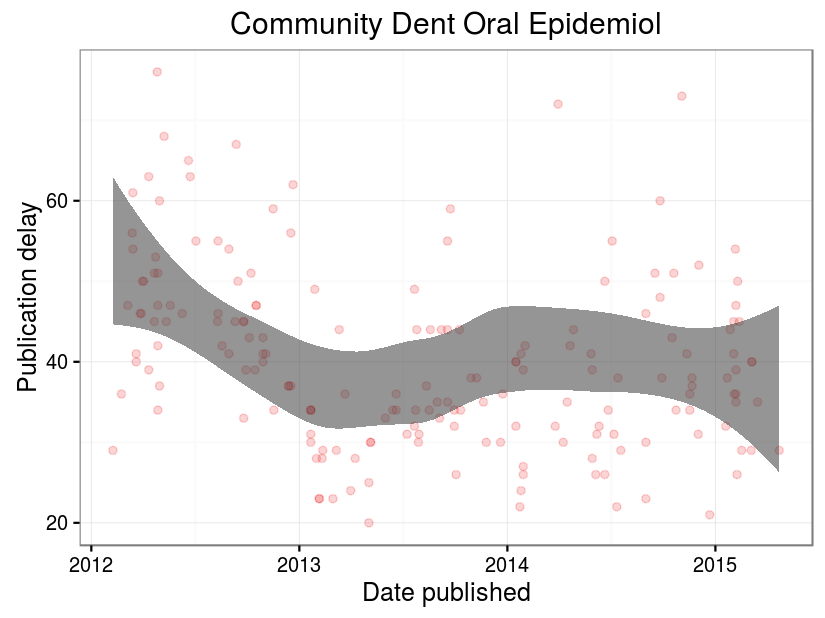 Community Dent Oral Epidemiol
Publication delay
60
40
20
2012 2013 2014 2015
Date published